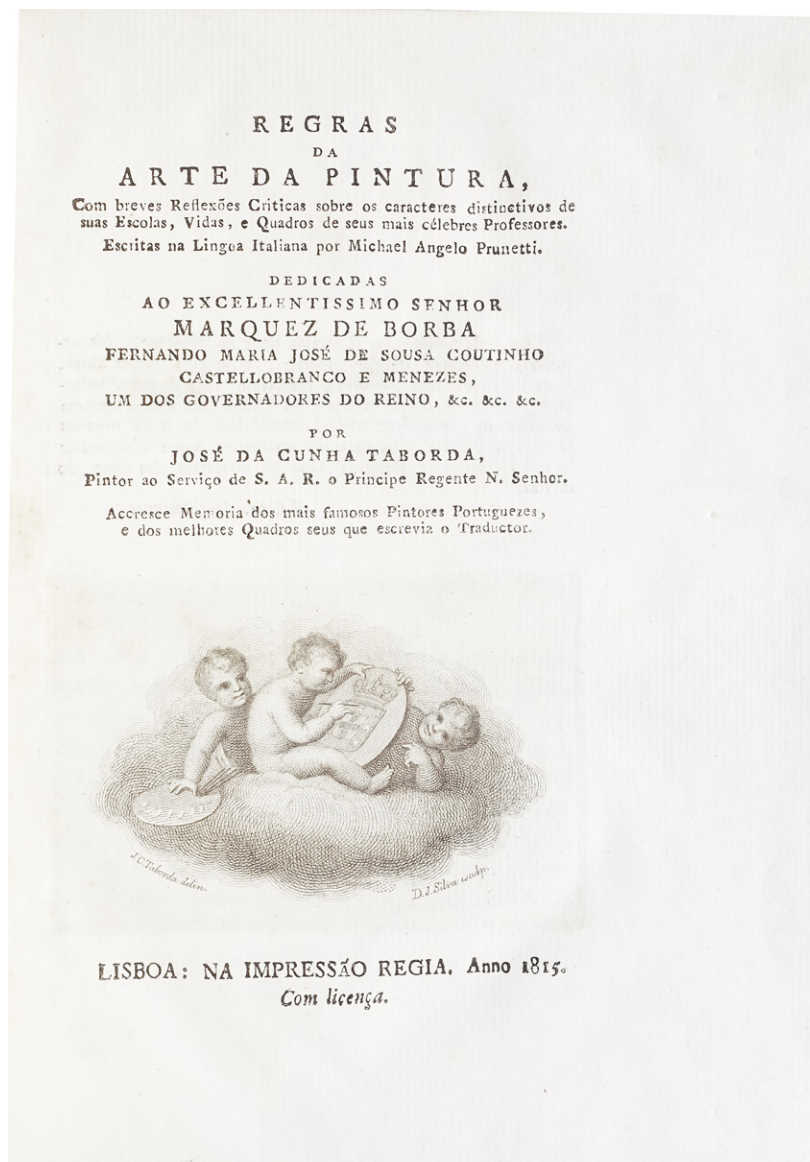 REGRAS
DA
ARTE DA PINTURA,
Com breves Reflexões Criticas sobre os caracteres distinctivos de
suas Escolas, Vidas, e Quadros de seus mais célebres Professores.
Escritas na Lingoa Italiana por Michael Angelo Prunetti.
DEDICADAS
AO EXCELLENTISSIMO SENHOR
MARQUEZ DE BORBA
FERNANDO MARIA JOSÉ DE SOUSA COUTINHO
CASTELLOBRANCO E MENEZES,
UM DOS GOVERNADORES DO REINO, &c. &c. &c.
POR
JOSÉ DA CUNHA TABORDA,
Pintor ao Serviço de S. A. R. o Principe Regente N. Senhor.
Accresce Memoria dos mais famosos Pintores Portuguezes,
e dos melhores Quadros seus que escrevia o Traductor.
J. C. Taborda delin.
D. J. Silva sculp.
LISBOA: NA IMPRESSÃO REGIA. Anno 1815.
Com liçença.